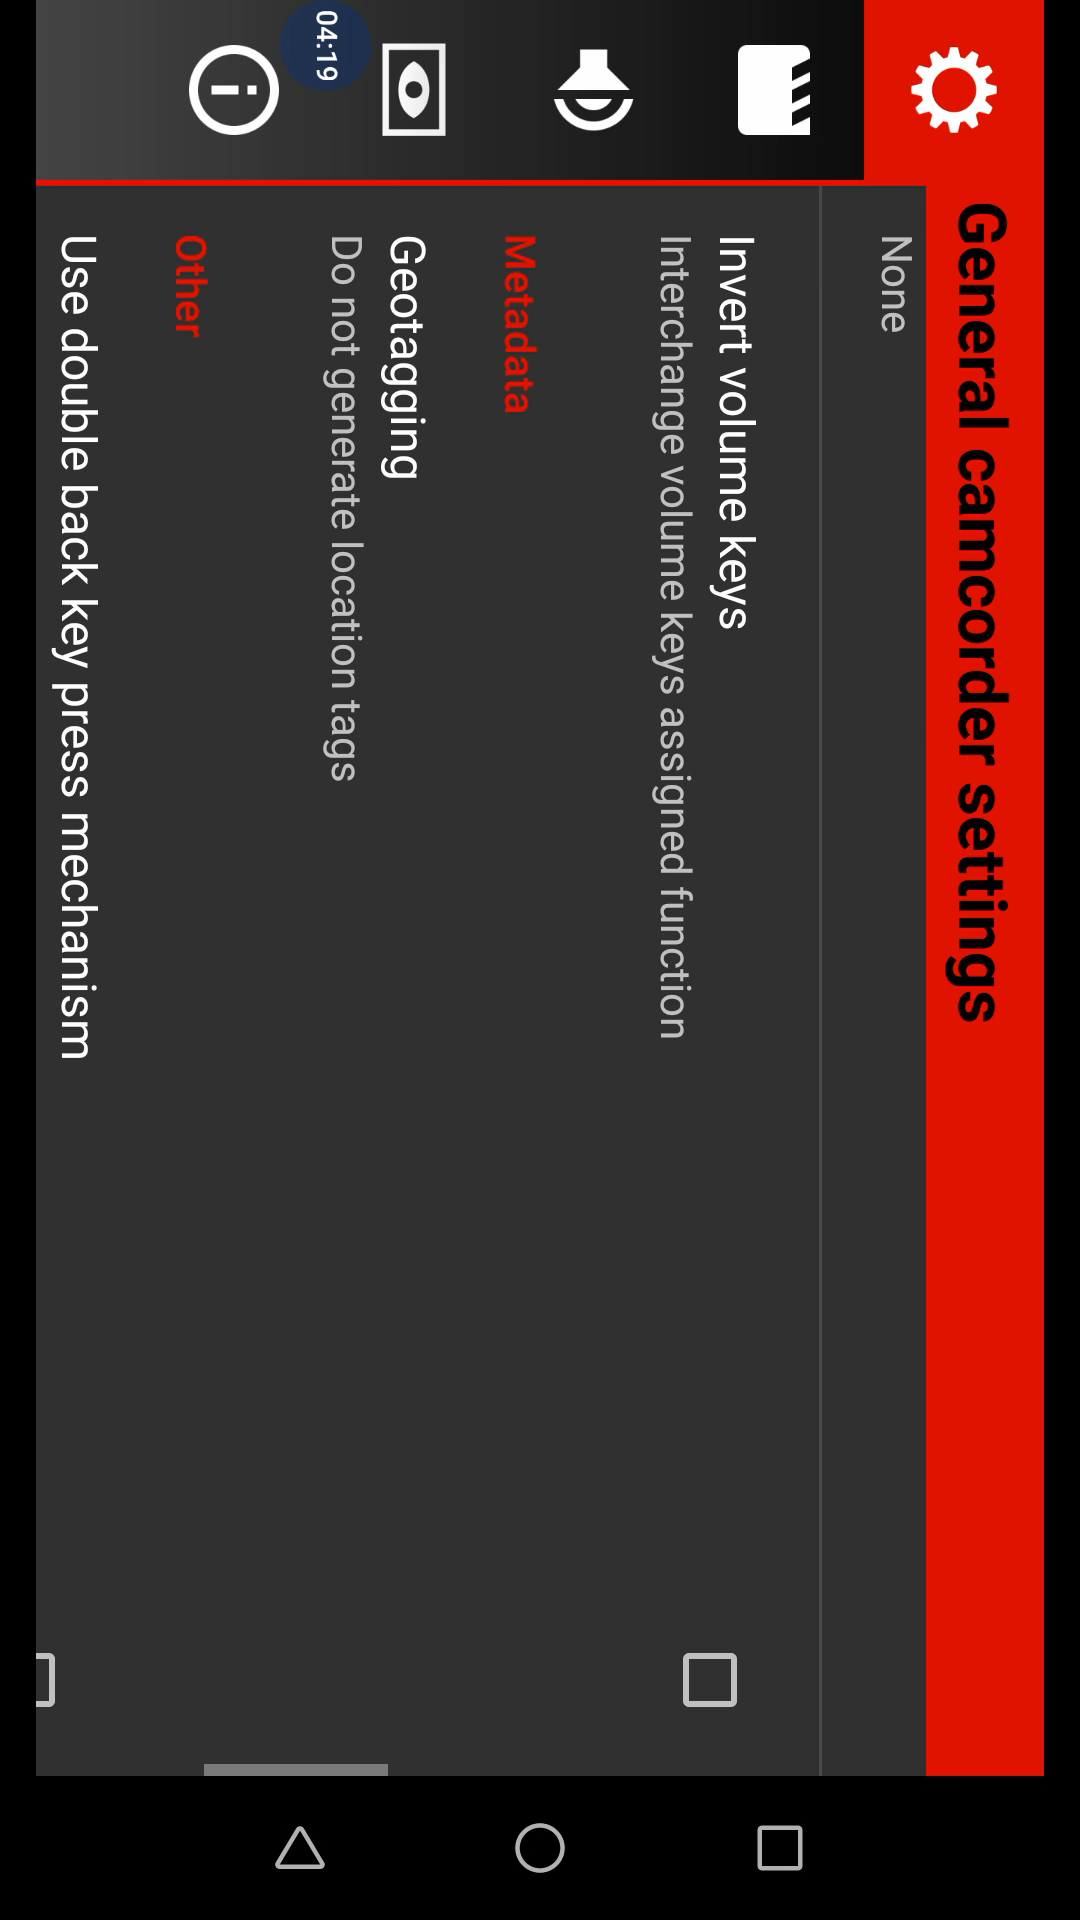 General camcorder settings
None
Invert volume keys
Interchange volume keys assigned function
Metadata
Geotagging
Do not generate location tags
Other
Use double back key press mechanism
04:19